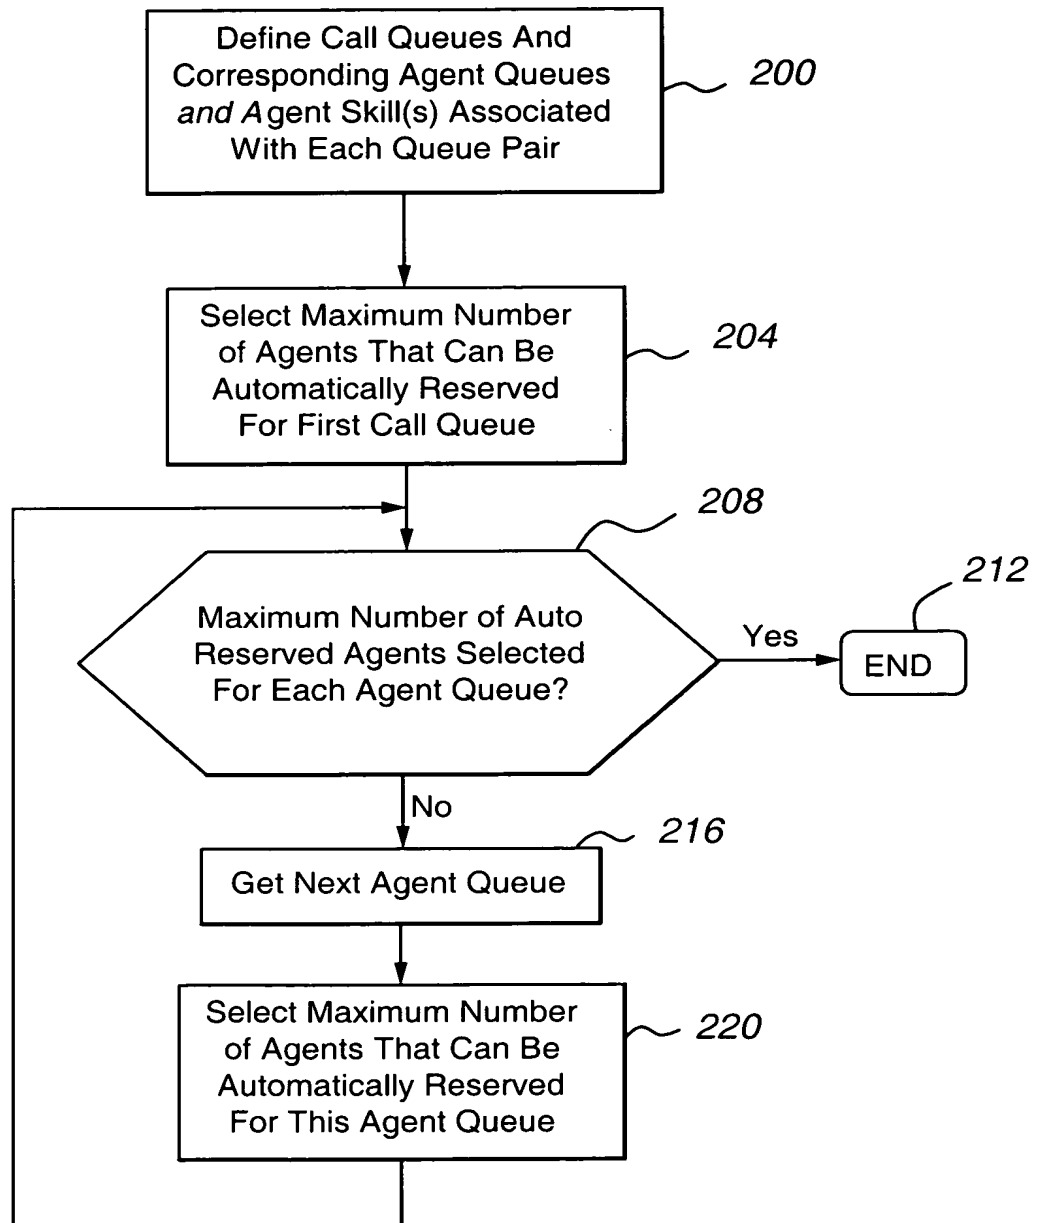 Define Call Queues And
Corresponding Agent Queues
and Agent Skill(s) Associated
With Each Queue Pair
200
Select Maximum Number
of Agents That Can Be
Automatically Reserved
For First Call Queue
204
208
Maximum Number of Auto
Reserved Agents Selected
For Each Agent Queue?
Yes
212
END
No
216
Get Next Agent Queue
Select Maximum Number
of Agents That Can Be
Automatically Reserved
For This Agent Queue
220